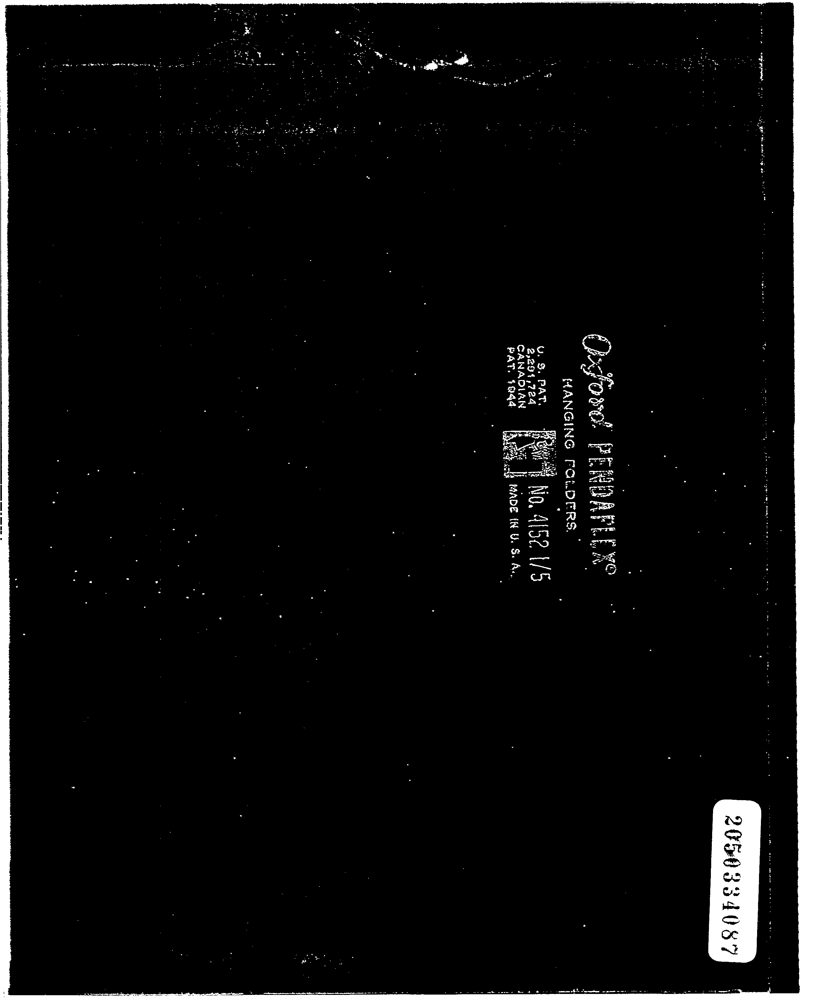 Oxford PENDAFLEX®
HANGING FOLDERS
U. S. PAT.
2,291,724
CANADIAN
PAT. 1944
No. 4152 1/5
MADE IN U. S. A.
2050334087